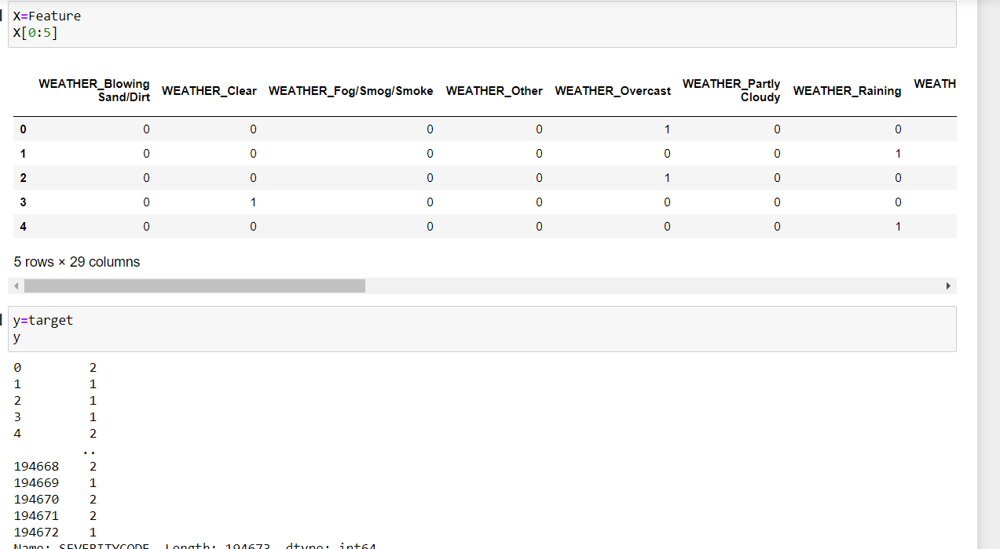 X=Feature
X[0:5]
WEATHER_Blowing Sand/Dirt WEATHER_Clear WEATHER_Fog/Smog/Smoke WEATHER_Other WEATHER_Overcast WEATHER_Partly Cloudy WEATHER_Raining WEATH
0 0 0 0 0 1 0 0
1 0 0 0 0 0 0 1
2 0 0 0 0 1 0 0
3 0 1 0 0 0 0 0
4 0 0 0 0 0 0 1
5 rows × 29 columns
y=target
y
0 2
1 1
2 1
3 1
4 2
..
194668 2
194669 1
194670 2
194671 2
194672 1
Name: SEVERITYCODE, Length: 194673, dtype: int64